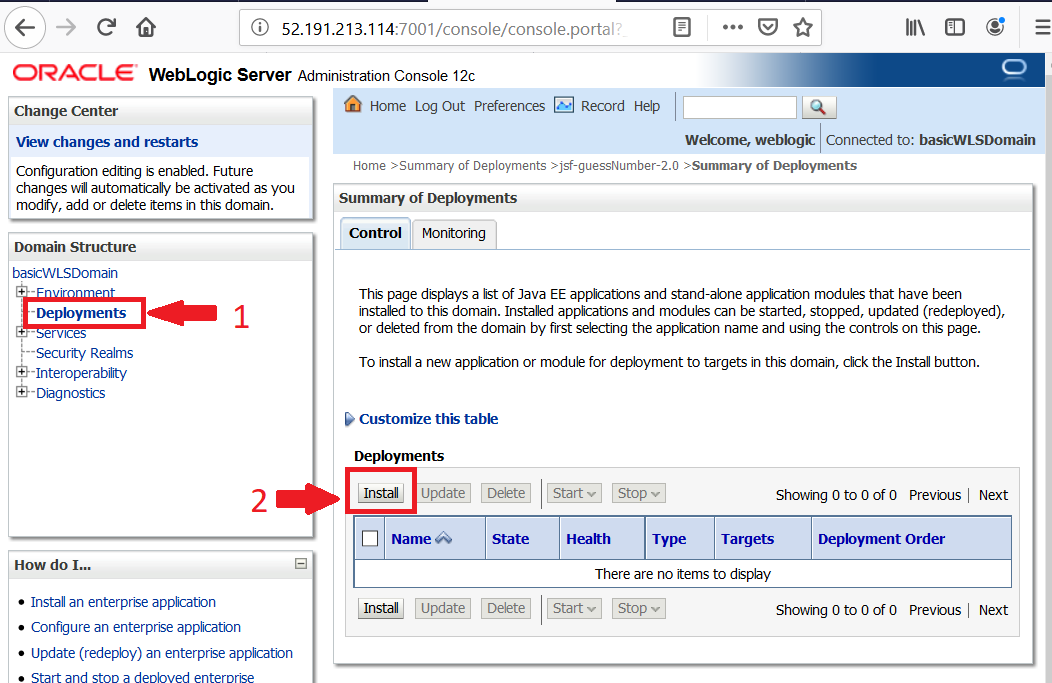 52.191.213.114:7001/console/console.portal?_
ORACLE® WebLogic Server Administration Console 12c
Change Center
View changes and restarts
Configuration editing is enabled. Future
changes will automatically be activated as you
modify, add or delete items in this domain.
Domain Structure
basicWLSDomain
Environment
Deployments
1
Services
Security Realms
Interoperability
Diagnostics
How do I...
Install an enterprise application
Configure an enterprise application
Update (redeploy) an enterprise application
Start and stop a deployed enterprise
Home Log Out Preferences Record Help
Welcome, weblogic Connected to: basicWLSDomain
Home >Summary of Deployments >jsf-guessNumber-2.0 >Summary of Deployments
Summary of Deployments
Control Monitoring
This page displays a list of Java EE applications and stand-alone application modules that have been
installed to this domain. Installed applications and modules can be started, stopped, updated (redeployed),
or deleted from the domain by first selecting the application name and using the controls on this page.
To install a new application or module for deployment to targets in this domain, click the Install button.
Customize this table
Deployments
2
Install Update Delete Start Stop Showing 0 to 0 of 0 Previous | Next
Name State Health Type Targets Deployment Order
There are no items to display
Install Update Delete Start Stop Showing 0 to 0 of 0 Previous | Next